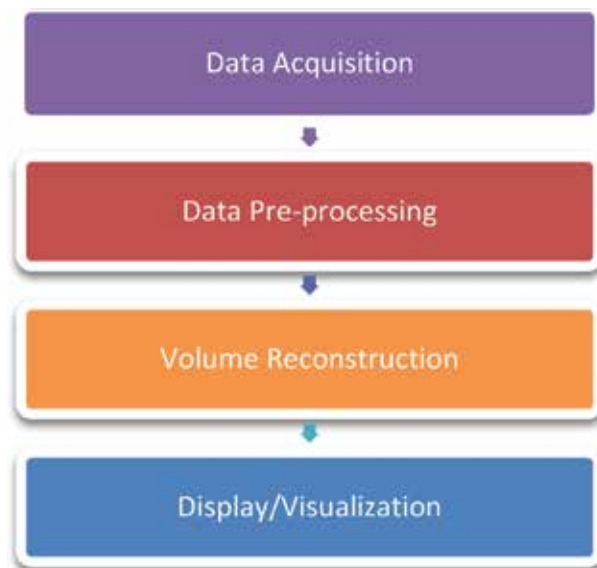 Data Acquisition
Data Pre-processing
Volume Reconstruction
Display/Visualization